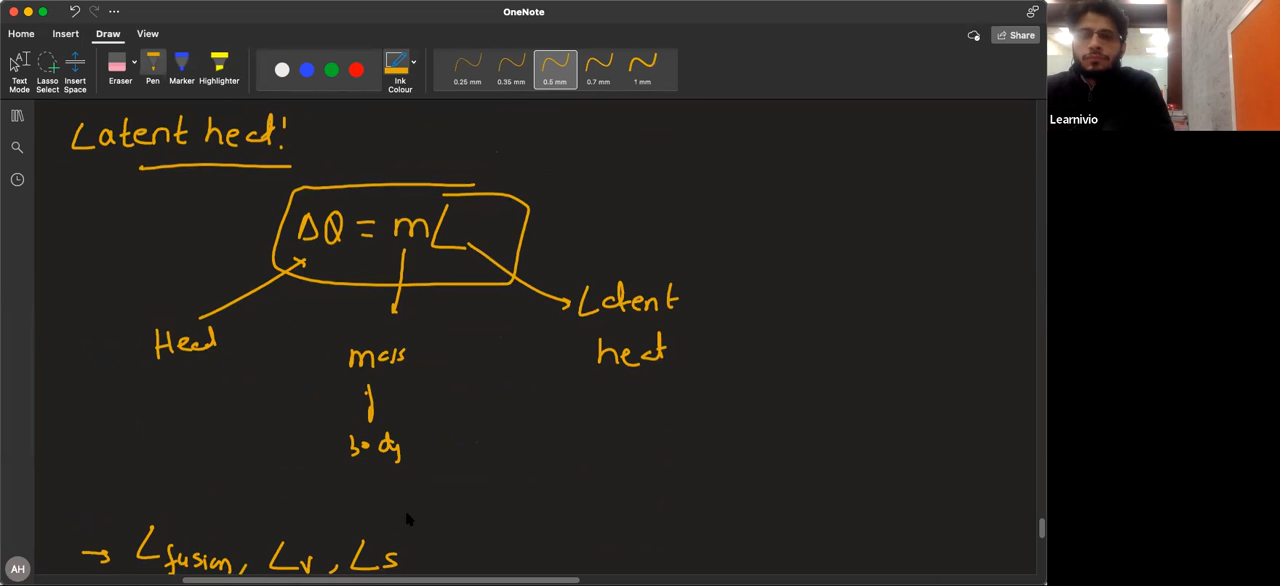 OneNote
Home Insert Draw View
Share
Text Mode
Lasso Select
Insert Space
Eraser
Pen
Marker
Highlighter
Ink Colour
0.25 mm 0.35 mm 0.5 mm 0.7 mm 1 mm
Learnivio
Latent heat!
ΔQ = mL
Heat
mass
body
Latent
heat
→ Lfusion, Lv, Ls
AH